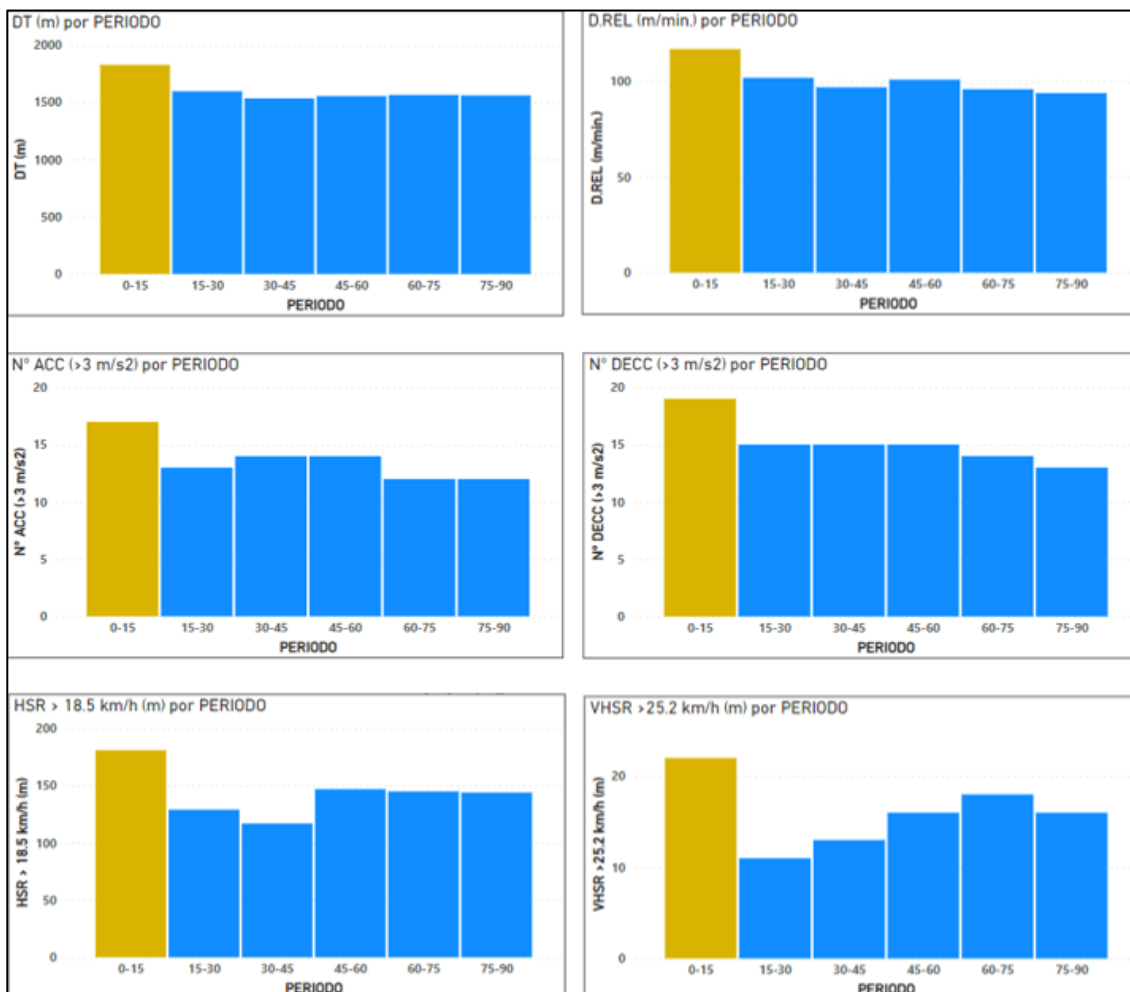 DT (m) por PERIODO
2000
1500
1000
500
0
DT (m)
0-15 15-30 30-45 45-60 60-75 75-90
PERIODO
D.REL (m/min.) por PERIODO
100
50
0
D.REL (m/min.)
0-15 15-30 30-45 45-60 60-75 75-90
PERIODO
N° ACC (>3 m/s2) por PERIODO
20
15
10
5
0
N° ACC (>3 m/s2)
0-15 15-30 30-45 45-60 60-75 75-90
PERIODO
N° DECC (>3 m/s2) por PERIODO
20
15
10
5
0
N° DECC (>3 m/s2)
0-15 15-30 30-45 45-60 60-75 75-90
PERIODO
HSR > 18.5 km/h (m) por PERIODO
200
150
100
50
0
HSR > 18.5 km/h (m)
0-15 15-30 30-45 45-60 60-75 75-90
PERIODO
VHSR >25.2 km/h (m) por PERIODO
20
10
0
VHSR >25.2 km/h (m)
0-15 15-30 30-45 45-60 60-75 75-90
PERIODO